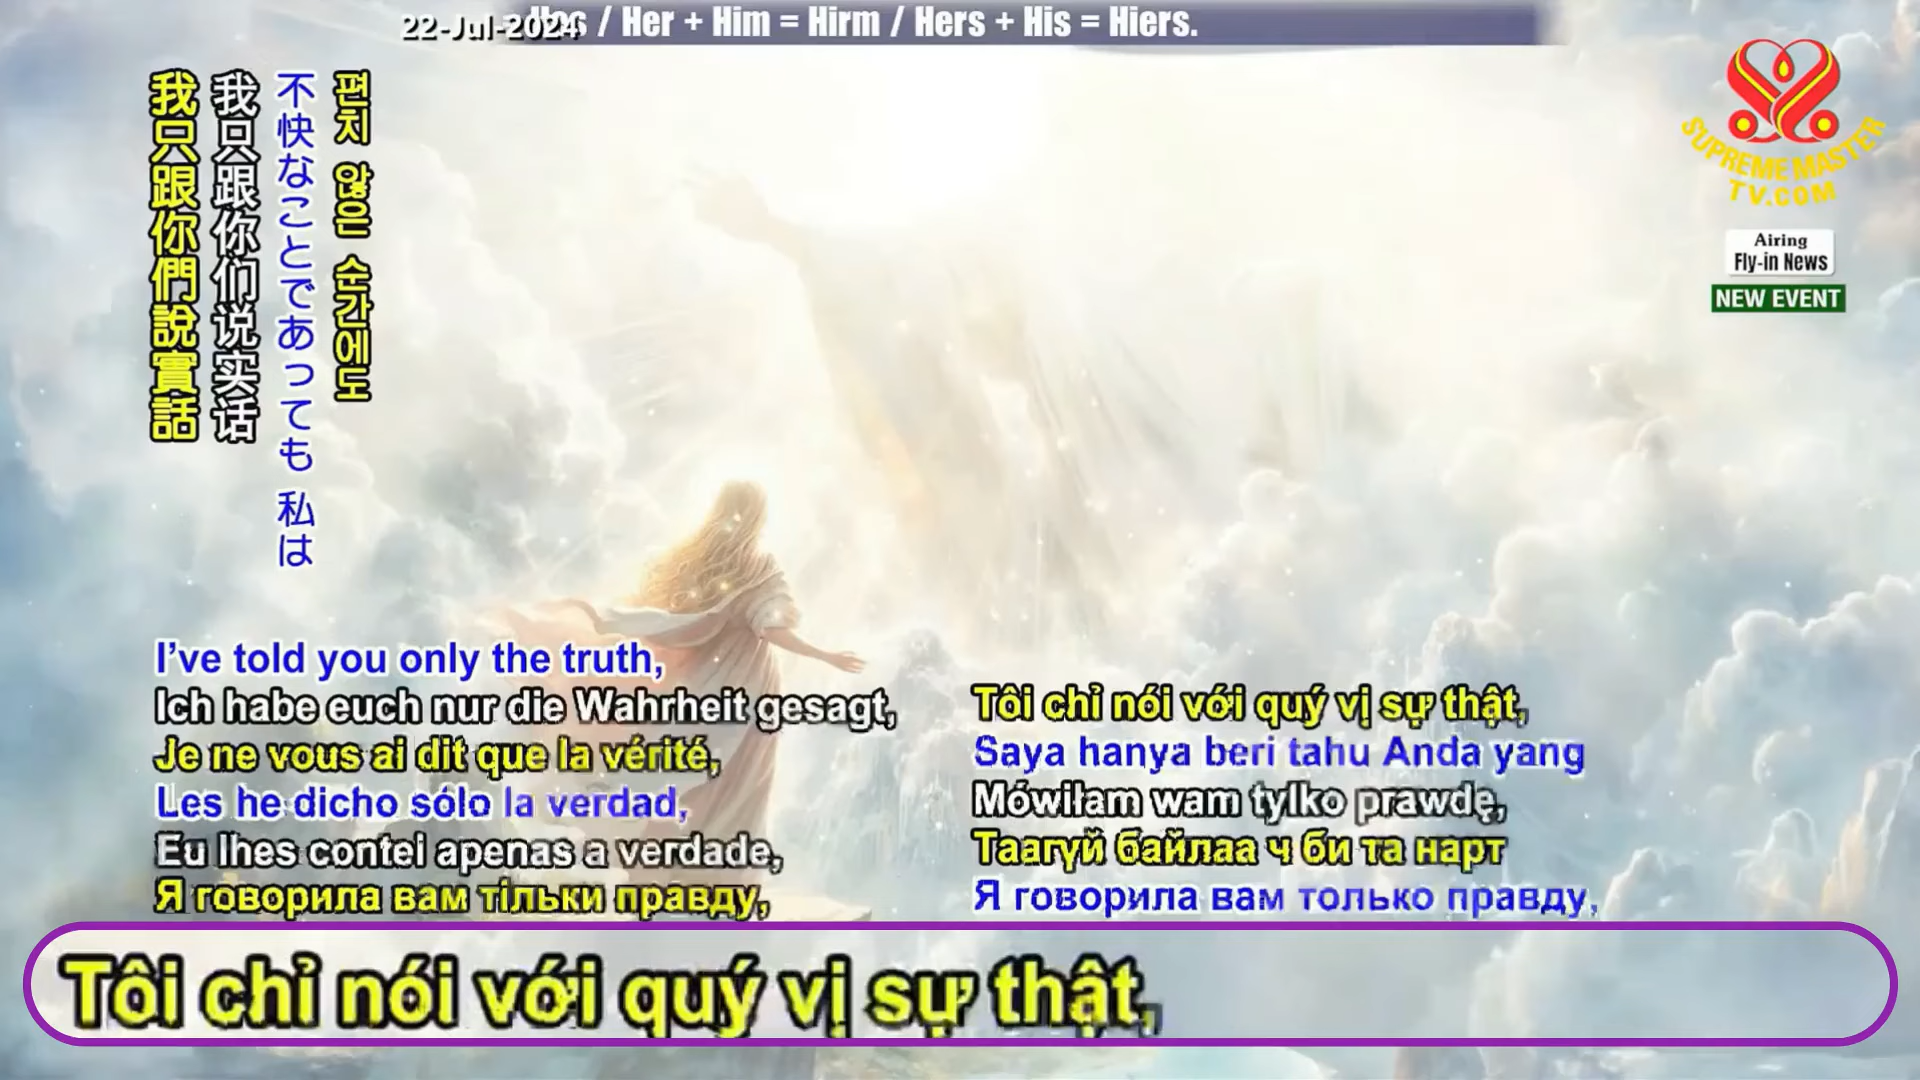 22-Jul-2024
/ Her + Him = Hirm / Hers + His = Hiers.
SUPREME MASTER
TV.COM
Airing
Fly-in News
NEW EVENT
我只跟你們說實話
我只跟你们说实话
不快なことであっても 私は
편치 않은 순간에도
I've told you only the truth,
Ich habe euch nur die Wahrheit gesagt,
Je ne vous ai dit que la vérité,
Les he dicho sólo la verdad,
Eu lhes contei apenas a verdade,
Я говорила вам тільки правду,
Tôi chỉ nói với quý vị sự thật,
Saya hanya beri tahu Anda yang
Mówiłam wam tylko prawdę,
Таагүй байлаа ч би та нарт
Я говорила вам только правду,
Tôi chỉ nói với quý vị sự thật,